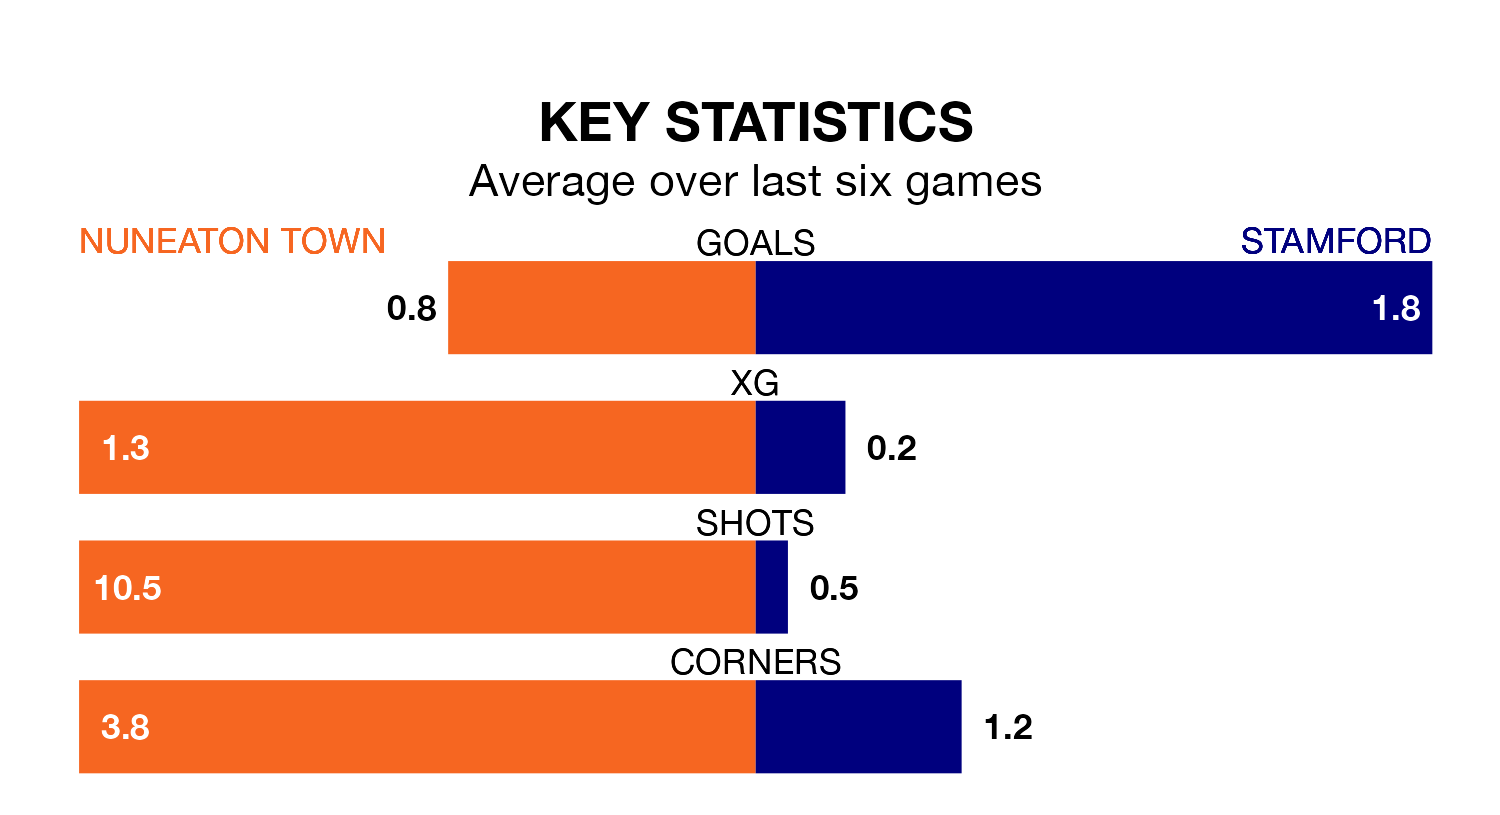 KEY STATISTICS
Average over last six games
NUNEATON TOWN
GOALS
STAMFORD
0.8
1.8
XG
1.3
0.2
SHOTS
10.5
0.5
CORNERS
3.8
1.2